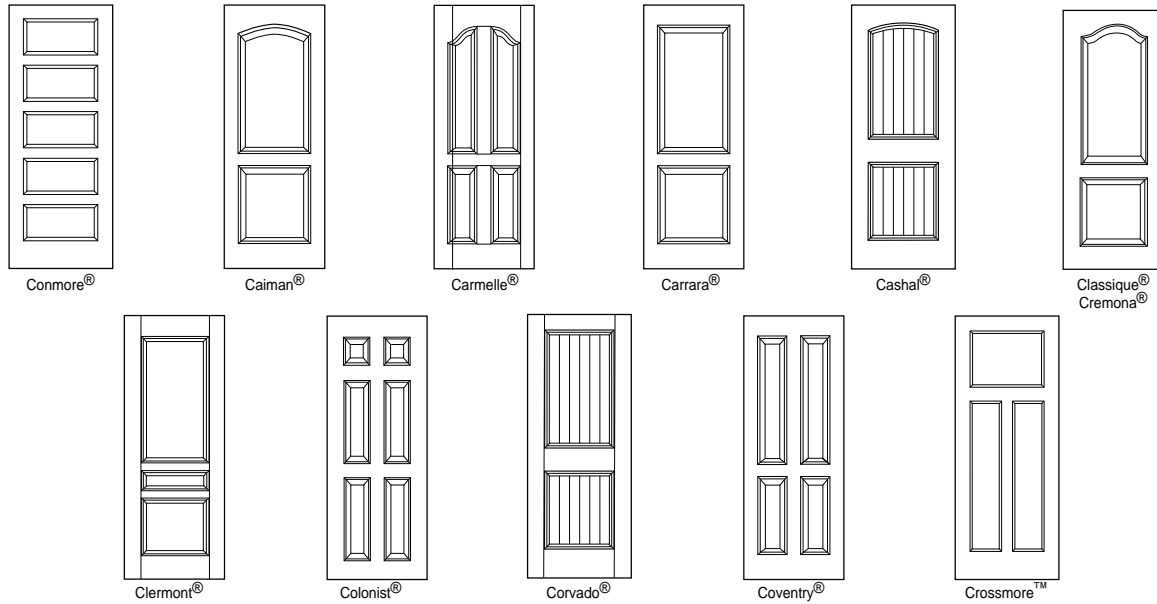 Conmore®
Caiman®
Carmelle®
Carrara®
Cashal®
Classique®
Cremona®
Clermont®
Colonist®
Corvado®
Coventry®
Crossmore™